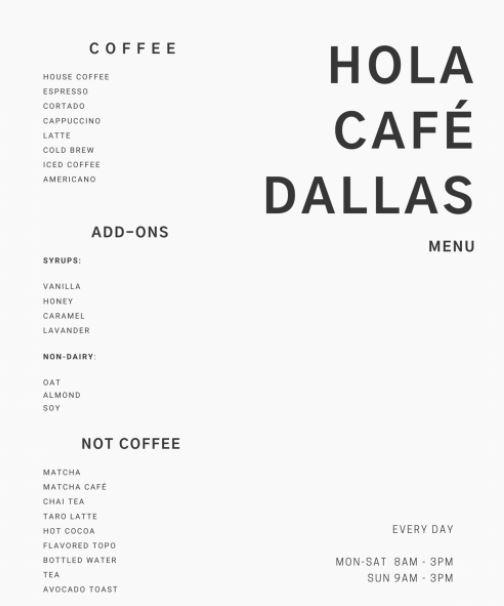 COFFEE
HOUSE COFFEE
ESPRESSO
CORTADO
CAPPUCCINO
LATTE
COLD BREW
ICED COFFEE
AMERICANO
ADD-ONS
SYRUPS:
VANILLA
HONEY
CARAMEL
LAVANDER
NON-DAIRY:
OAT
ALMOND
SOY
NOT COFFEE
MATCHA
MATCHA CAFÉ
CHAI TEA
TARO LATTE
HOT COCOA
FLAVORED TOPO
BOTTLED WATER
TEA
AVOCADO TOAST
HOLA
CAFÉ
DALLAS
MENU
EVERY DAY
MON-SAT 8AM - 3PM
SUN 9AM - 3PM